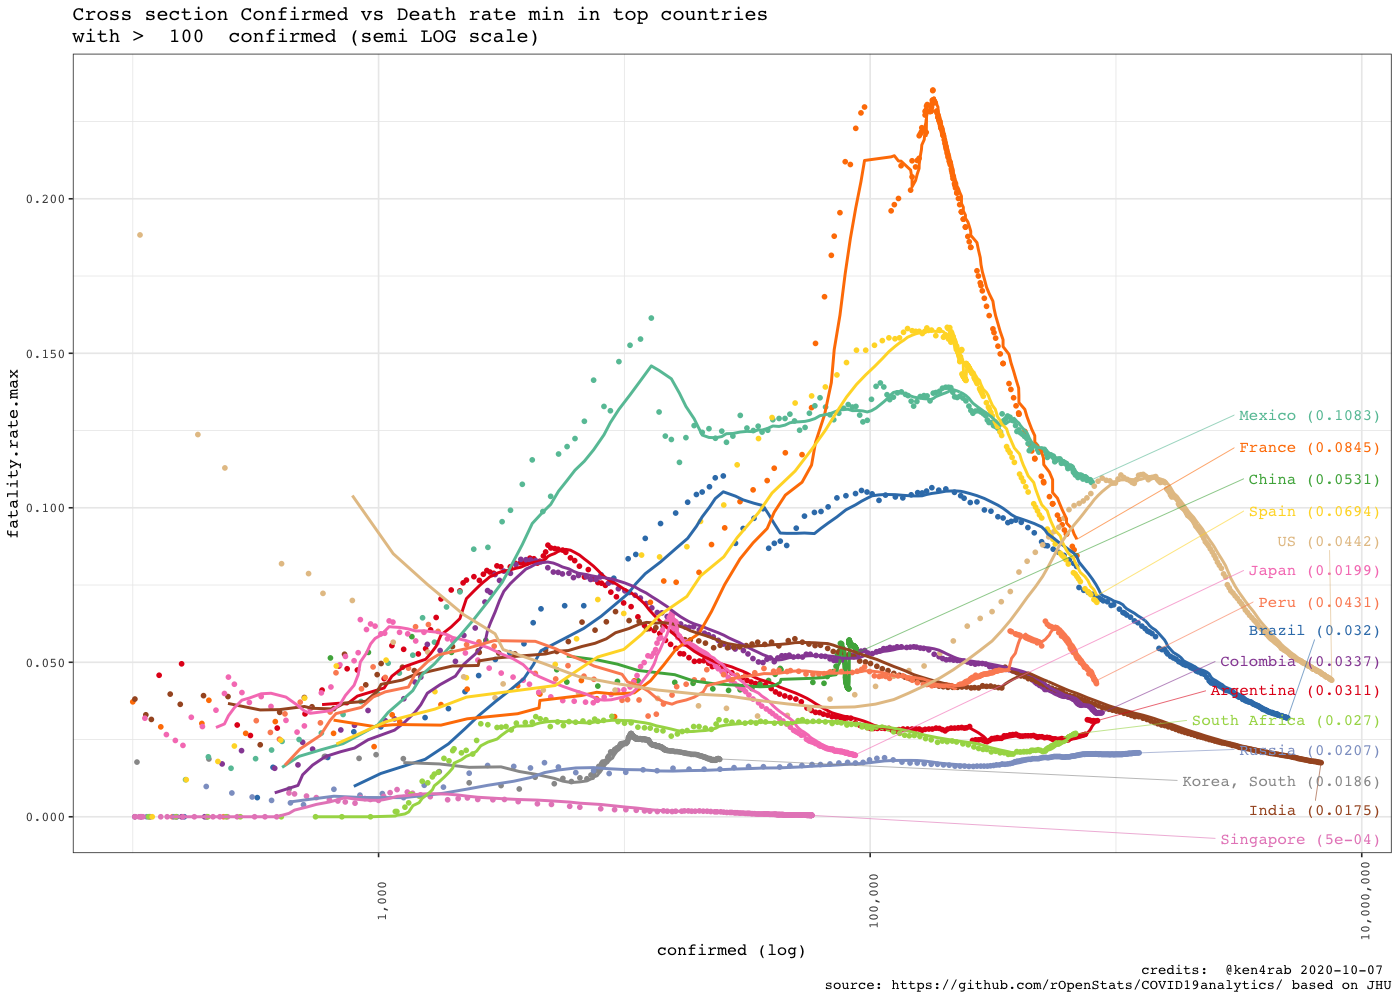 Cross section Confirmed vs Death rate min in top countries
with >  100  confirmed (semi LOG scale)
fatality.rate.max
0.200
0.150
0.100
0.050
0.000
Mexico (0.1083)
France (0.0845)
China (0.0531)
Spain (0.0694)
US (0.0442)
Japan (0.0199)
Peru (0.0431)
Brazil (0.032)
Colombia (0.0337)
Argentina (0.0311)
South Africa (0.027)
Russia (0.0207)
Korea, South (0.0186)
India (0.0175)
Singapore (5e-04)
1,000
100,000
10,000,000
confirmed (log)
credits:  @ken4rab 2020-10-07
source: https://github.com/rOpenStats/COVID19analytics/ based on JHU